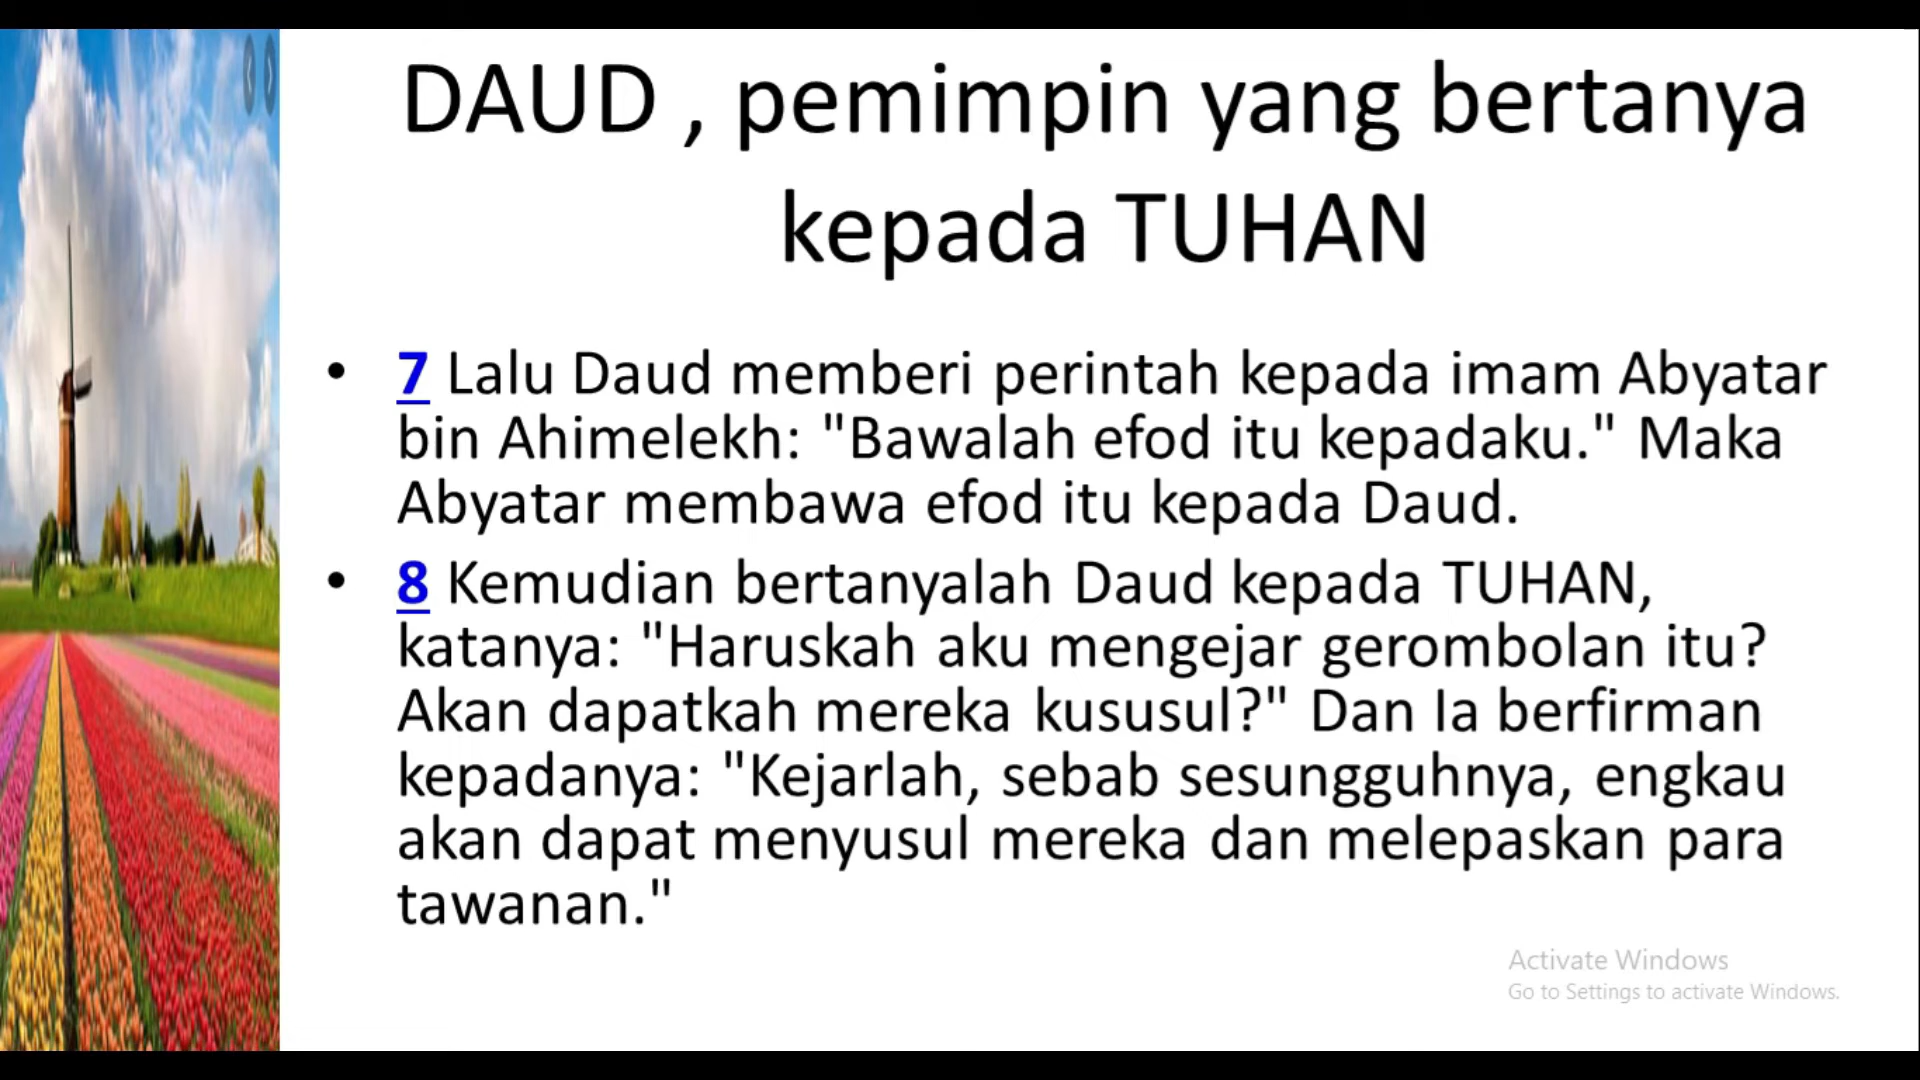 DAUD , pemimpin yang bertanya
kepada TUHAN
• 7 Lalu Daud memberi perintah kepada imam Abyatar
bin Ahimelekh: "Bawalah efod itu kepadaku." Maka
Abyatar membawa efod itu kepada Daud.
• 8 Kemudian bertanyalah Daud kepada TUHAN,
katanya: "Haruskah aku mengejar gerombolan itu?
Akan dapatkah mereka kususul?" Dan Ia berfirman
kepadanya: "Kejarlah, sebab sesungguhnya, engkau
akan dapat menyusul mereka dan melepaskan para
tawanan."
Activate Windows
Go to Settings to activate Windows.